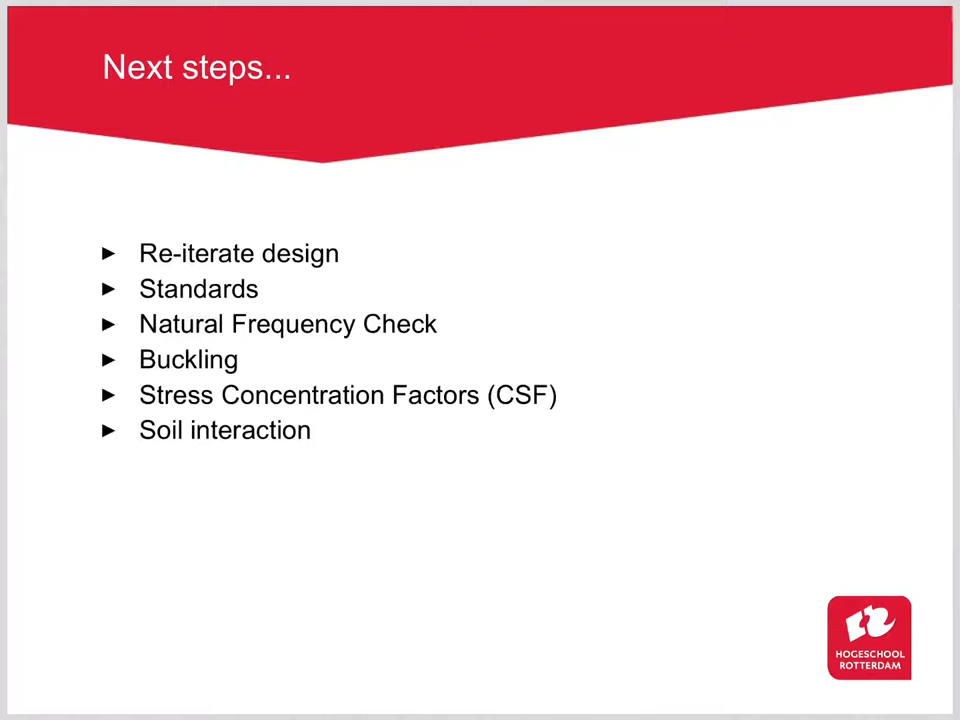 Next steps...
► Re-iterate design
► Standards
► Natural Frequency Check
► Buckling
► Stress Concentration Factors (CSF)
► Soil interaction
HOGESCHOOL
ROTTERDAM